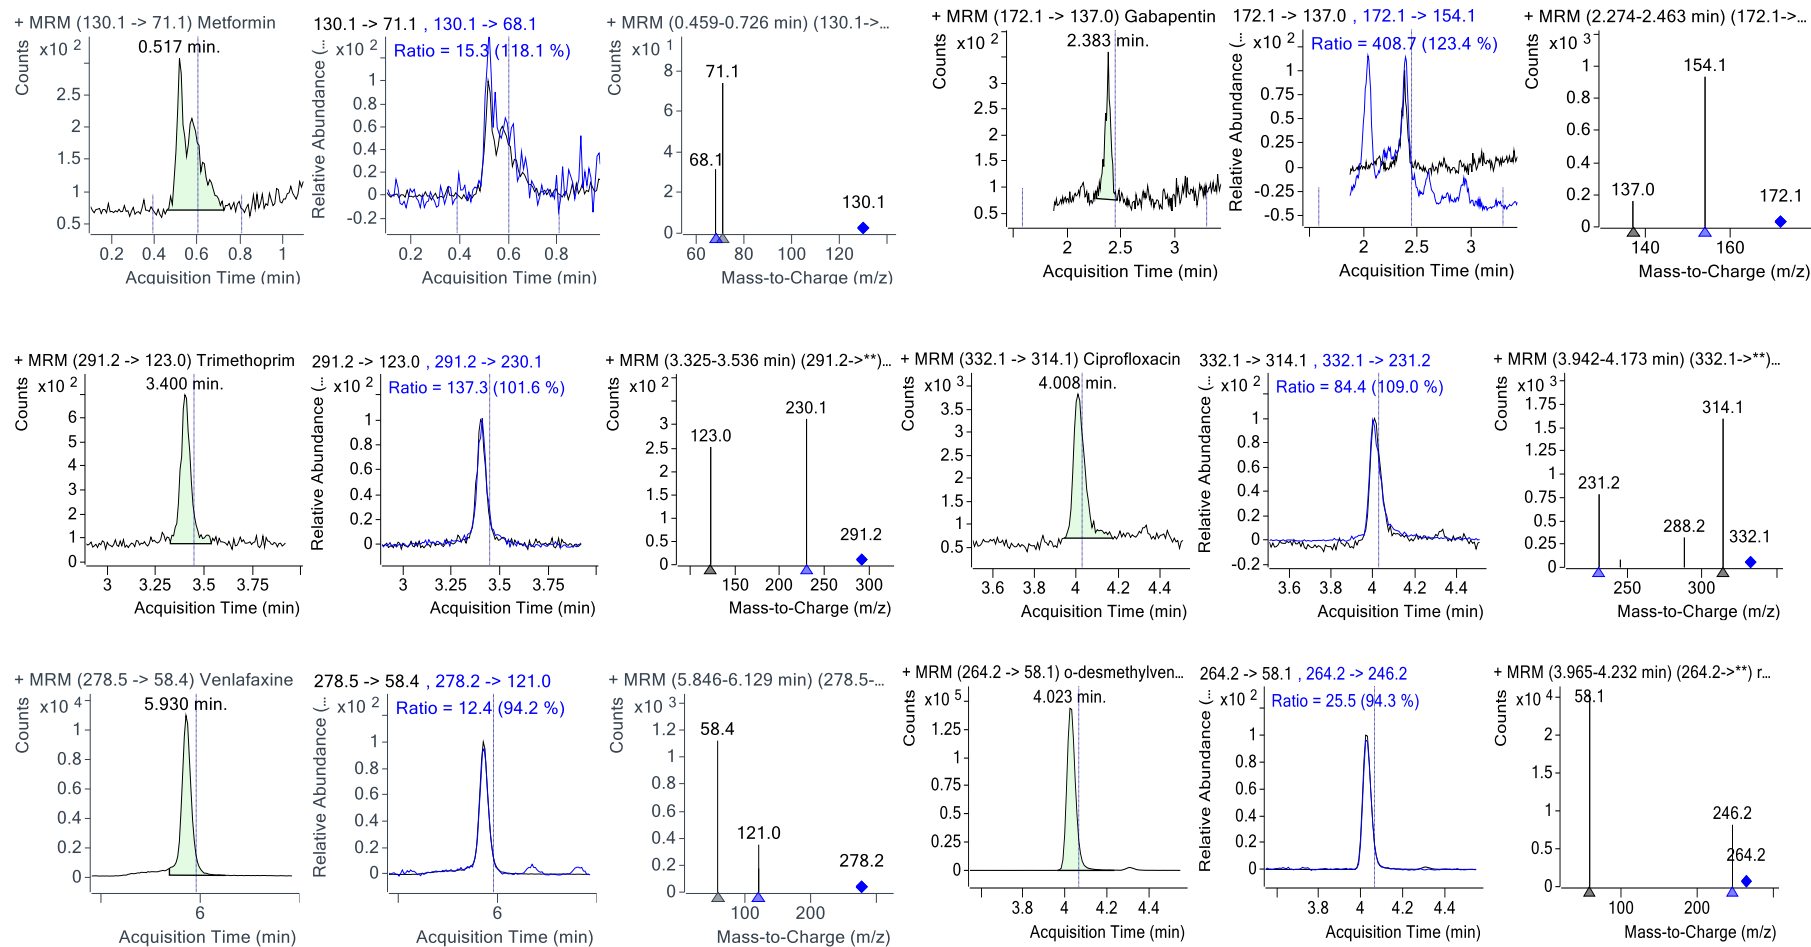 + MRM (130.1 -> 71.1) Metformin
x10 2
0.517 min.
Counts
2.5
2
1.5
1
0.5
0.2 0.4 0.6 0.8 1
Acquisition Time (min)
130.1 -> 71.1 , 130.1 -> 68.1
x10 2
Ratio = 15.3 (118.1 %)
Relative Abundance (...
1
0.8
0.6
0.4
0.2
0
-0.2
0.2 0.4 0.6 0.8
Acquisition Time (min)
+ MRM (0.459-0.726 min) (130.1->...
x10 1
Counts
8
6
4
2
0
71.1
68.1
130.1
60 80 100 120
Mass-to-Charge (m/z)
+ MRM (172.1 -> 137.0) Gabapentin
x10 2
2.383 min.
Counts
3.5
3
2.5
2
1.5
1
0.5
2 2.5 3
Acquisition Time (min)
172.1 -> 137.0 , 172.1 -> 154.1
x10 2
Ratio = 408.7 (123.4 %)
Relative Abundance (...
1
0.75
0.5
0.25
0
-0.25
-0.5
2 2.5 3
Acquisition Time (min)
+ MRM (2.274-2.463 min) (172.1->...
x10 3
Counts
1
0.8
0.6
0.4
0.2
0
154.1
137.0
172.1
140 160
Mass-to-Charge (m/z)
+ MRM (291.2 -> 123.0) Trimethoprim
x10 2
3.400 min.
Counts
6
5
4
3
2
1
0
3 3.25 3.5 3.75
Acquisition Time (min)
291.2 -> 123.0 , 291.2 -> 230.1
x10 2
Ratio = 137.3 (101.6 %)
Relative Abundance (...
1
0.8
0.6
0.4
0.2
0
3 3.25 3.5 3.75
Acquisition Time (min)
+ MRM (3.325-3.536 min) (291.2->**)...
x10 2
Counts
3
2.5
2
1.5
1
0.5
0
230.1
123.0
291.2
150 200 250 300
Mass-to-Charge (m/z)
+ MRM (332.1 -> 314.1) Ciprofloxacin
x10 3
4.008 min.
Counts
3.5
3
2.5
2
1.5
1
0.5
3.6 3.8 4 4.2 4.4
Acquisition Time (min)
332.1 -> 314.1 , 332.1 -> 231.2
x10 2
Ratio = 84.4 (109.0 %)
Relative Abundance (...
1
0.8
0.6
0.4
0.2
0
-0.2
3.6 3.8 4 4.2 4.4
Acquisition Time (min)
+ MRM (3.942-4.173 min) (332.1->**)...
x10 3
Counts
1.75
1.5
1.25
1
0.75
0.5
0.25
0
314.1
231.2
288.2
332.1
250 300
Mass-to-Charge (m/z)
+ MRM (278.5 -> 58.4) Venlafaxine
x10 4
5.930 min.
Counts
1
0.8
0.6
0.4
0.2
0
6
Acquisition Time (min)
278.5 -> 58.4 , 278.2 -> 121.0
x10 2
Ratio = 12.4 (94.2 %)
Relative Abundance (...
1
0.8
0.6
0.4
0.2
0
6
Acquisition Time (min)
+ MRM (5.846-6.129 min) (278.5-...
x10 3
Counts
1.2
1
0.8
0.6
0.4
0.2
0
58.4
121.0
278.2
100 200
Mass-to-Charge (m/z)
+ MRM (264.2 -> 58.1) o-desmethylven...
x10 5
4.023 min.
Counts
1.25
1
0.75
0.5
0.25
0
3.8 4 4.2 4.4
Acquisition Time (min)
264.2 -> 58.1 , 264.2 -> 246.2
x10 2
Ratio = 25.5 (94.3 %)
Relative Abundance (...
1
0.8
0.6
0.4
0.2
0
3.8 4 4.2 4.4
Acquisition Time (min)
+ MRM (3.965-4.232 min) (264.2->**) r...
x10 4
Counts
2
1.5
1
0.5
0
58.1
246.2
264.2
100 200
Mass-to-Charge (m/z)